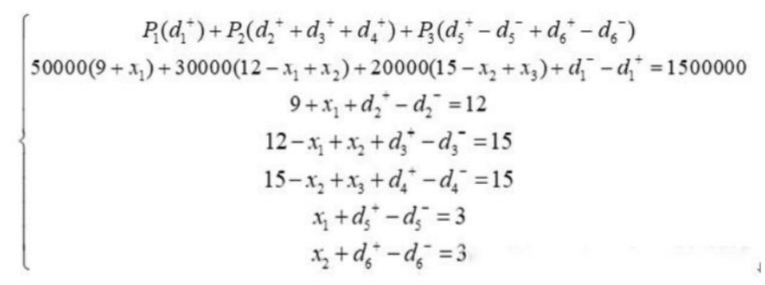 P₁(d₁⁺)+P₂(d₂⁺+d₃⁺+d₄⁺)+P₃(d₅⁺−d₅⁻+d₆⁺−d₆⁻)
50000(9+x₁)+30000(12−x₁+x₂)+20000(15−x₂+x₃)+d₁⁻−d₁⁺=1500000
9+x₁+d₂⁺−d₂⁻=12
12−x₁+x₂+d₃⁺−d₃⁻=15
15−x₂+x₃+d₄⁺−d₄⁻=15
x₁+d₅⁺−d₅⁻=3
x₂+d₆⁺−d₆⁻=3